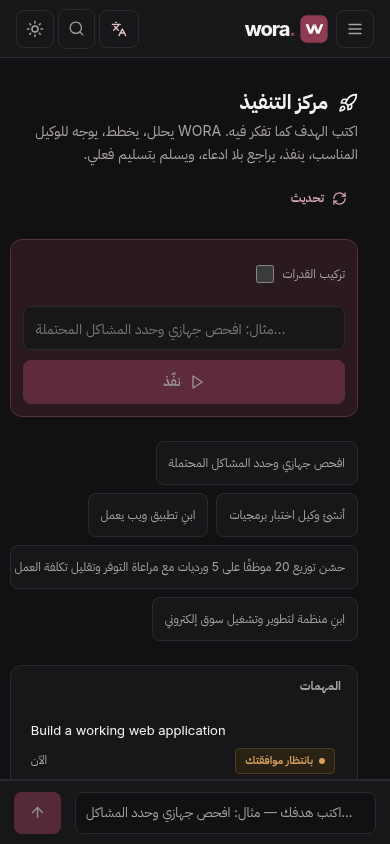 wora.
مركز التنفيذ
اكتب الهدف كما تفكر فيه. WORA يحلل، يخطط، يوجه للوكيل
المناسب، ينفذ، يراجع بلا ادعاء، ويسلم بتسليم فعلي.
تحديث
تركيب القدرات
مثال: افحص جهازي وحدد المشاكل المحتملة...
نفّذ
افحص جهازي وحدد المشاكل المحتملة
أنشئ وكيل اختبار برمجيات
ابنِ تطبيق ويب يعمل
حسّن توزيع 20 موظفًا على 5 ورديات مع مراعاة التوفر وتقليل تكلفة العمل
ابنِ منظمة لتطوير وتشغيل سوق إلكتروني
المهمات
Build a working web application
بانتظار موافقتك
الآن
اكتب هدفك — مثال: افحص جهازي وحدد المشاكل...